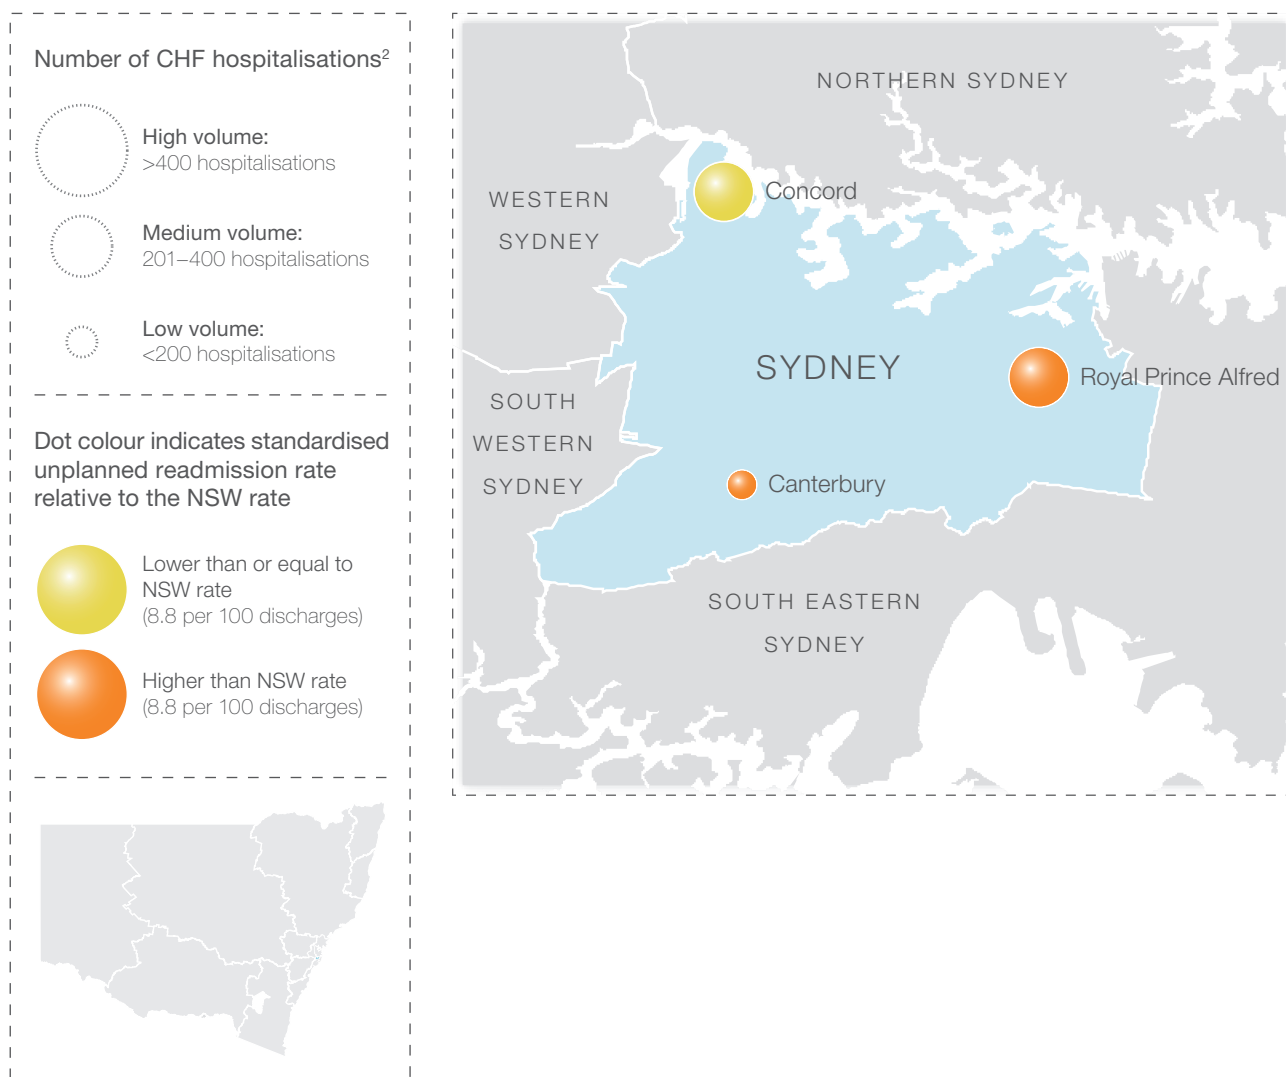 Number of CHF hospitalisations²
High volume:
>400 hospitalisations
Medium volume:
201–400 hospitalisations
Low volume:
<200 hospitalisations
Dot colour indicates standardised
unplanned readmission rate
relative to the NSW rate
Lower than or equal to
NSW rate
(8.8 per 100 discharges)
Higher than NSW rate
(8.8 per 100 discharges)
NORTHERN SYDNEY
Concord
WESTERN
SYDNEY
SYDNEY
Royal Prince Alfred
SOUTH
WESTERN
SYDNEY
Canterbury
SOUTH EASTERN
SYDNEY